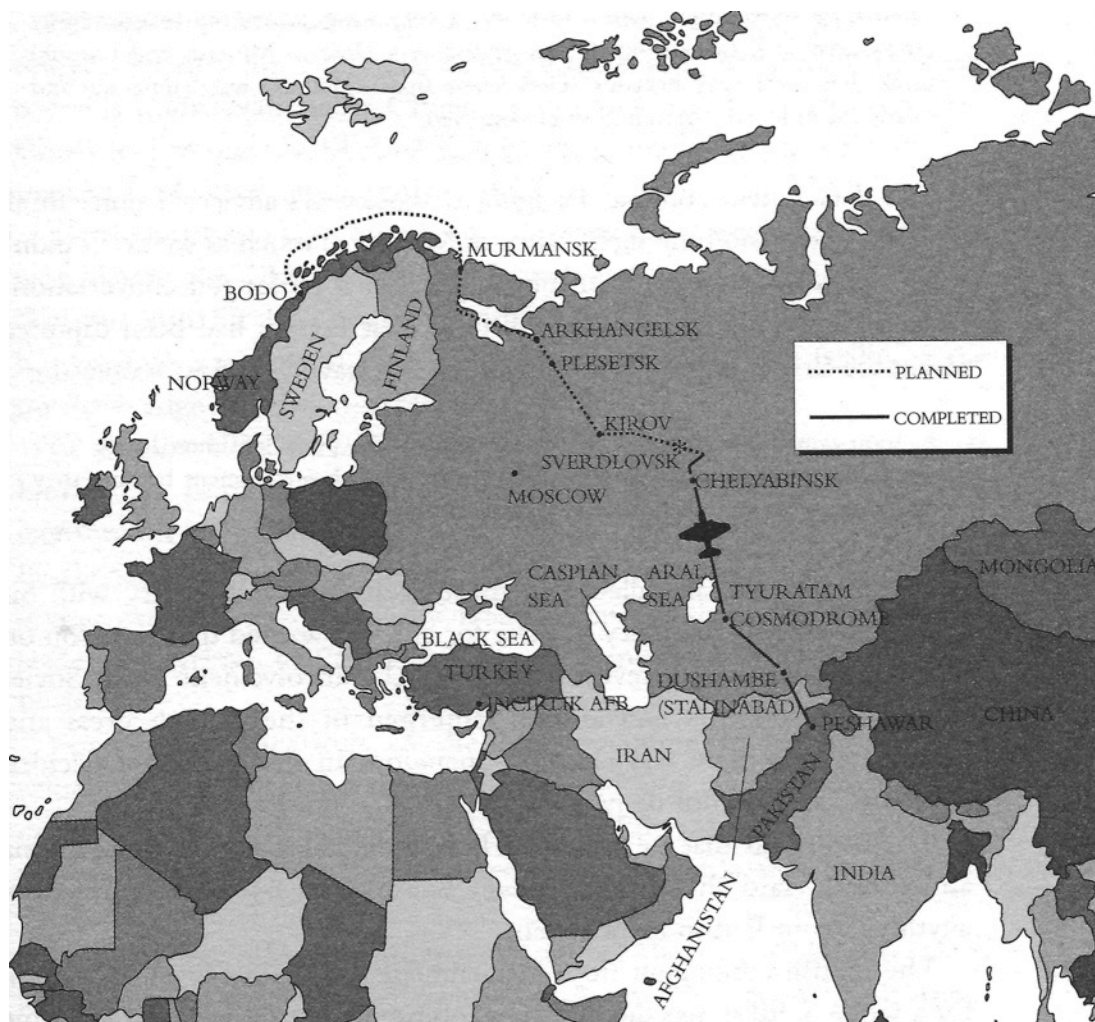 MURMANSK
BODO
ARKHANGELSK
PLESETSK
SWEDEN
FINLAND
NORWAY
PLANNED
COMPLETED
KIROV
SVERDLOVSK
CHELYABINSK
MOSCOW
MONGOLIA
CASPIAN
SEA
ARAL
SEA
TYURATAM
COSMODROME
BLACK SEA
TURKEY
INCIRLIK AFB
DUSHAMBE
(STALINABAD)
PESHAWAR
CHINA
IRAN
PAKISTAN
INDIA
AFGHANISTAN